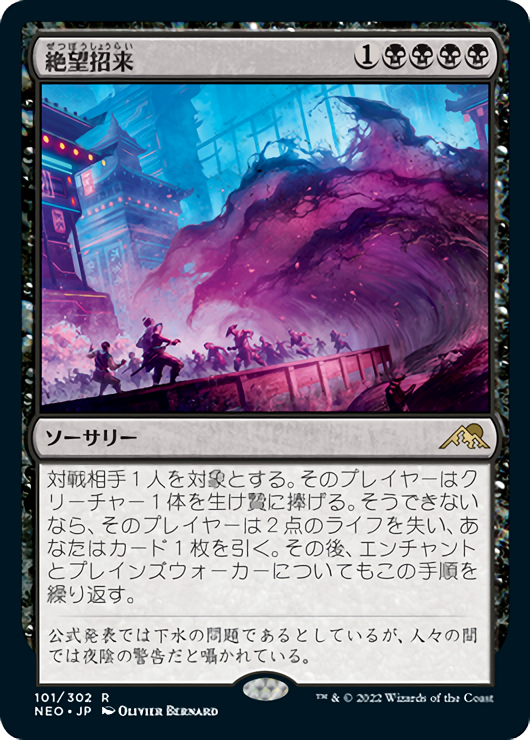 ぜつぼうしょうらい
絶望招来
1
ソーサリー
対戦相手1人を対象とする。そのプレイヤーはク
リーチャー1体を生け贄に捧げる。そうできない
なら、そのプレイヤーは2点のライフを失い、あ
なたはカード1枚を引く。その後、エンチャント
とプレインズウォーカーについてもこの手順を
繰り返す。
公式発表では下水の問題であるとしているが、人々の間
では夜陰の警告だと囁かれている。
101/302 R
NEO • JP Olivier Bernard
™ & © 2022 Wizards of the Coast